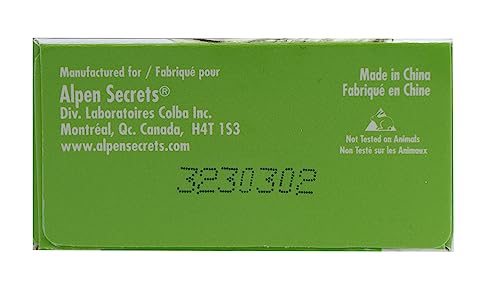 Manufactured for / Fabriqué pour
Alpen Secrets®
Div. Laboratoires Colba Inc.
Montréal, Qc. Canada, H4T 1S3
www.alpensecrets.com
Made in China
Fabriqué en Chine
Not Tested on Animals
Non Testé sur les Animaux
3230302